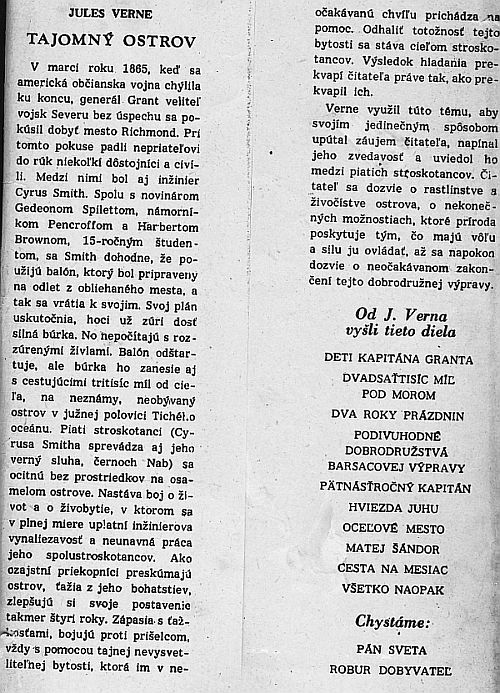 JULES VERNE
TAJOMNÝ OSTROV
V marci roku 1865, keď sa
americká občianska vojna chýlila
ku koncu, generál Grant veliteľ
vojsk Severu bez úspechu sa po-
kúsil dobyť mesto Richmond. Pri
tomto pokuse padli nepriateľovi
do rúk niekoľkí dôstojníci a civi-
li. Medzi nimi bol aj inžinier
Cyrus Smith. Spolu s novinárom
Gedeonom Spilettom, námorní-
kom Pencroffom a Harbertom
Brownom, 15-ročným študen-
tom, sa Smith dohodne, že po-
užijú balón, ktorý bol pripravený
na odlet z obliehaného mesta, a
tak sa vrátia k svojim. Svoj plán
uskutočnia, hoci už zúri dosť
silná búrka. No nepočítajú s roz-
zúrenými živlami. Balón odštar-
tuje, ale búrka ho zanesie aj
s cestujúcimi tritisíc míľ od cie-
ľa, na neznámy, neobývaný
ostrov v južnej polovici Tichého
oceánu. Piati stroskotanci (Cy-
rusa Smitha sprevádza aj jeho
verný sluha, černoch Nab) sa
ocitnú bez prostriedkov na osa-
melom ostrove. Nastáva boj o ži-
vot a o živobytie, v ktorom sa
v plnej miere uplatní inžinierova
vynaliezavosť a neunavná práca
jeho spolustroskotancov. Ako
ozajstní priekopníci preskúmajú
ostrov, ťažia z jeho bohatstiev,
zlepšujú si svoje postavenie
takmer štyri roky. Zápasia s ťaž-
kosťami, bojujú proti prišelcom,
vždy s pomocou tajnej nevysvet-
liteľnej bytosti, ktorá im v ne-
očakávanú chvíľu prichádza na
pomoc. Odhaliť totožnosť tejto
bytosti sa stáva cieľom strosko-
tancov. Výsledok hľadania pre-
kvapí čitateľa práve tak, ako pre-
kvapil ich.
Verne využil túto tému, aby
svojím jedinečným spôsobom
upútal záujem čitateľa, napínal
jeho zvedavosť a uviedol ho
medzi piatich stroskotancov. Či-
tateľ sa dozvie o rastlinstve a
živočístve ostrova, o nekoneč-
ných možnostiach, ktoré príroda
poskytuje tým, čo majú vôľu
a silu ju ovládať, až sa napokon
dozvie o neočakávanom zakon-
čení tejto dobrodružnej výpravy.
Od J. Verna
vyšli tieto diela
DETI KAPITÁNA GRANTA
DVADSAŤTISÍC MÍĽ
POD MOROM
DVA ROKY PRÁZDNIN
PODIVUHODNÉ
DOBRODRUŽSTVÁ
BARSACOVEJ VÝPRAVY
PÄTNÁSŤROČNÝ KAPITÁN
HVIEZDA JUHU
OCEĽOVÉ MESTO
MATEJ ŠÁNDOR
CESTA NA MESIAC
VŠETKO NAOPAK
Chystáme:
PÁN SVETA
ROBUR DOBYVATEĽ